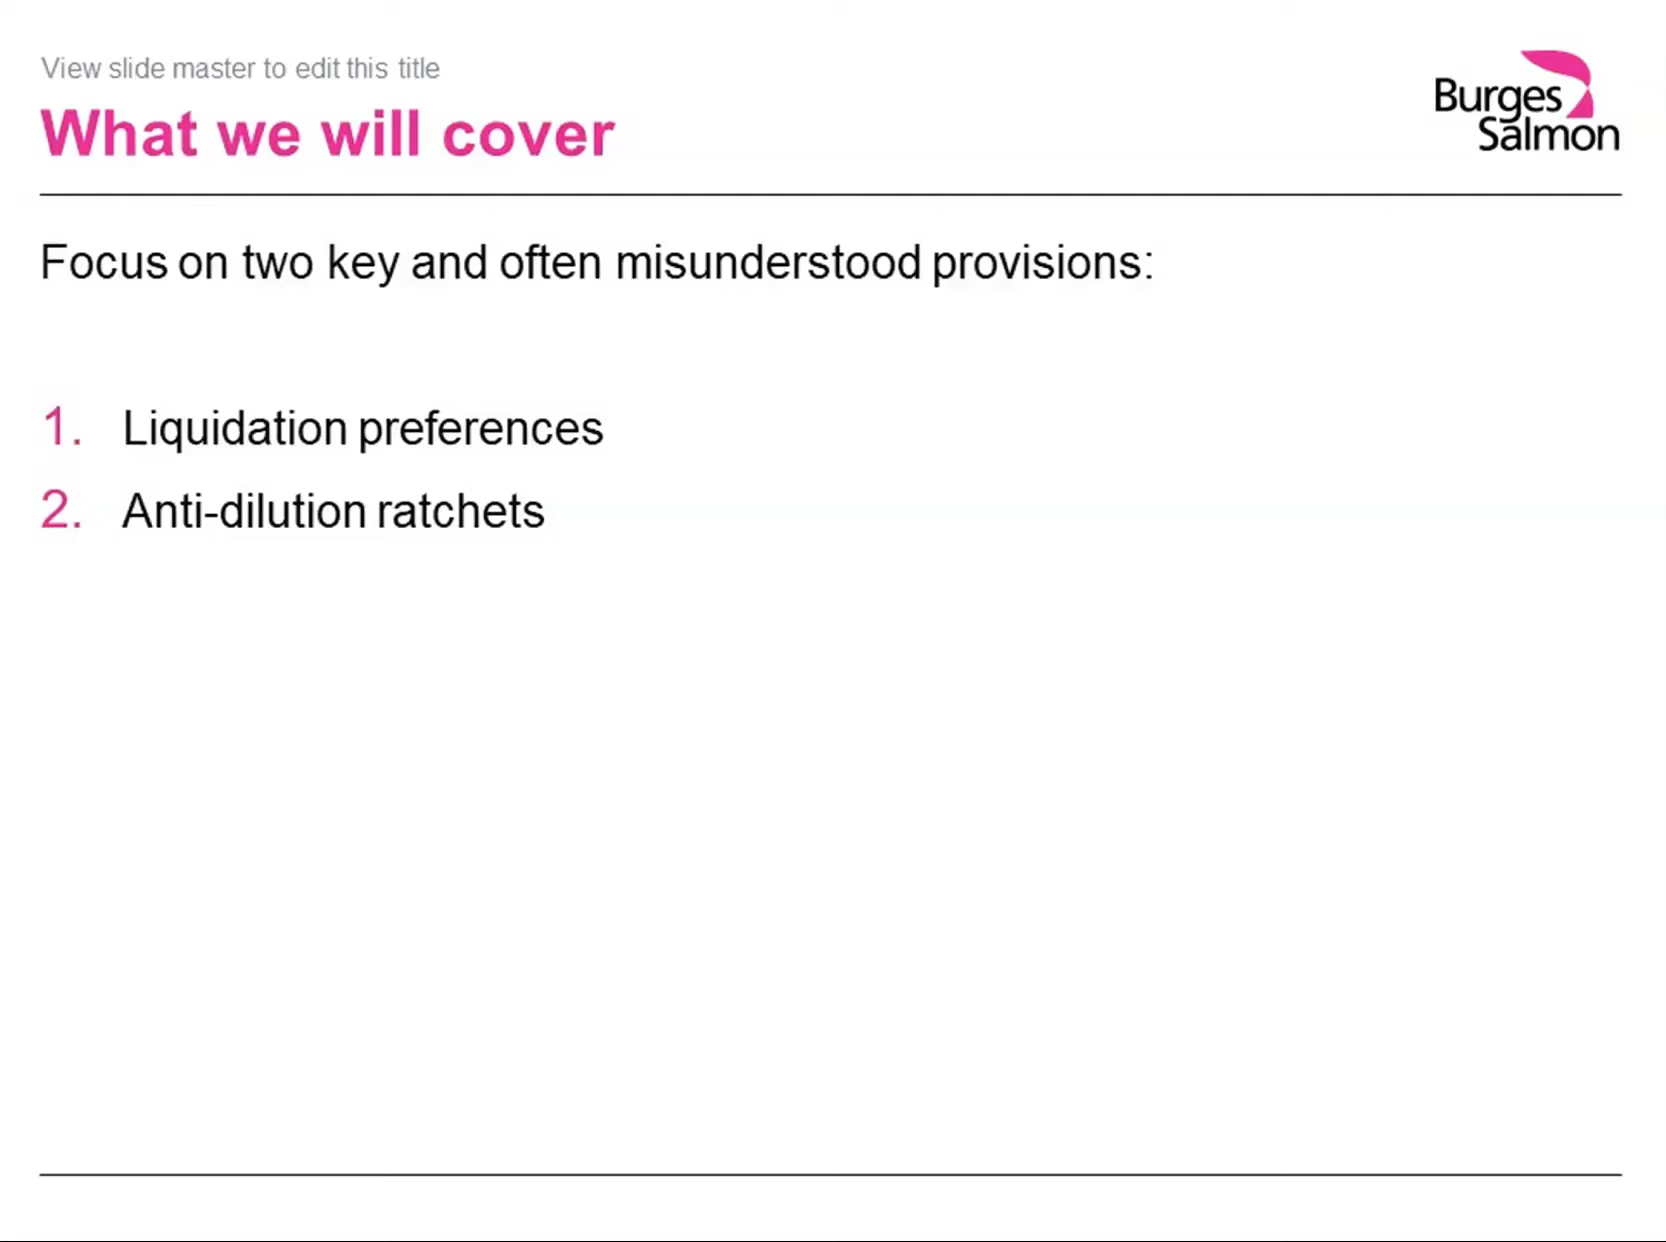 View slide master to edit this title
What we will cover
Burges
Salmon
Focus on two key and often misunderstood provisions:
1. Liquidation preferences
2. Anti-dilution ratchets